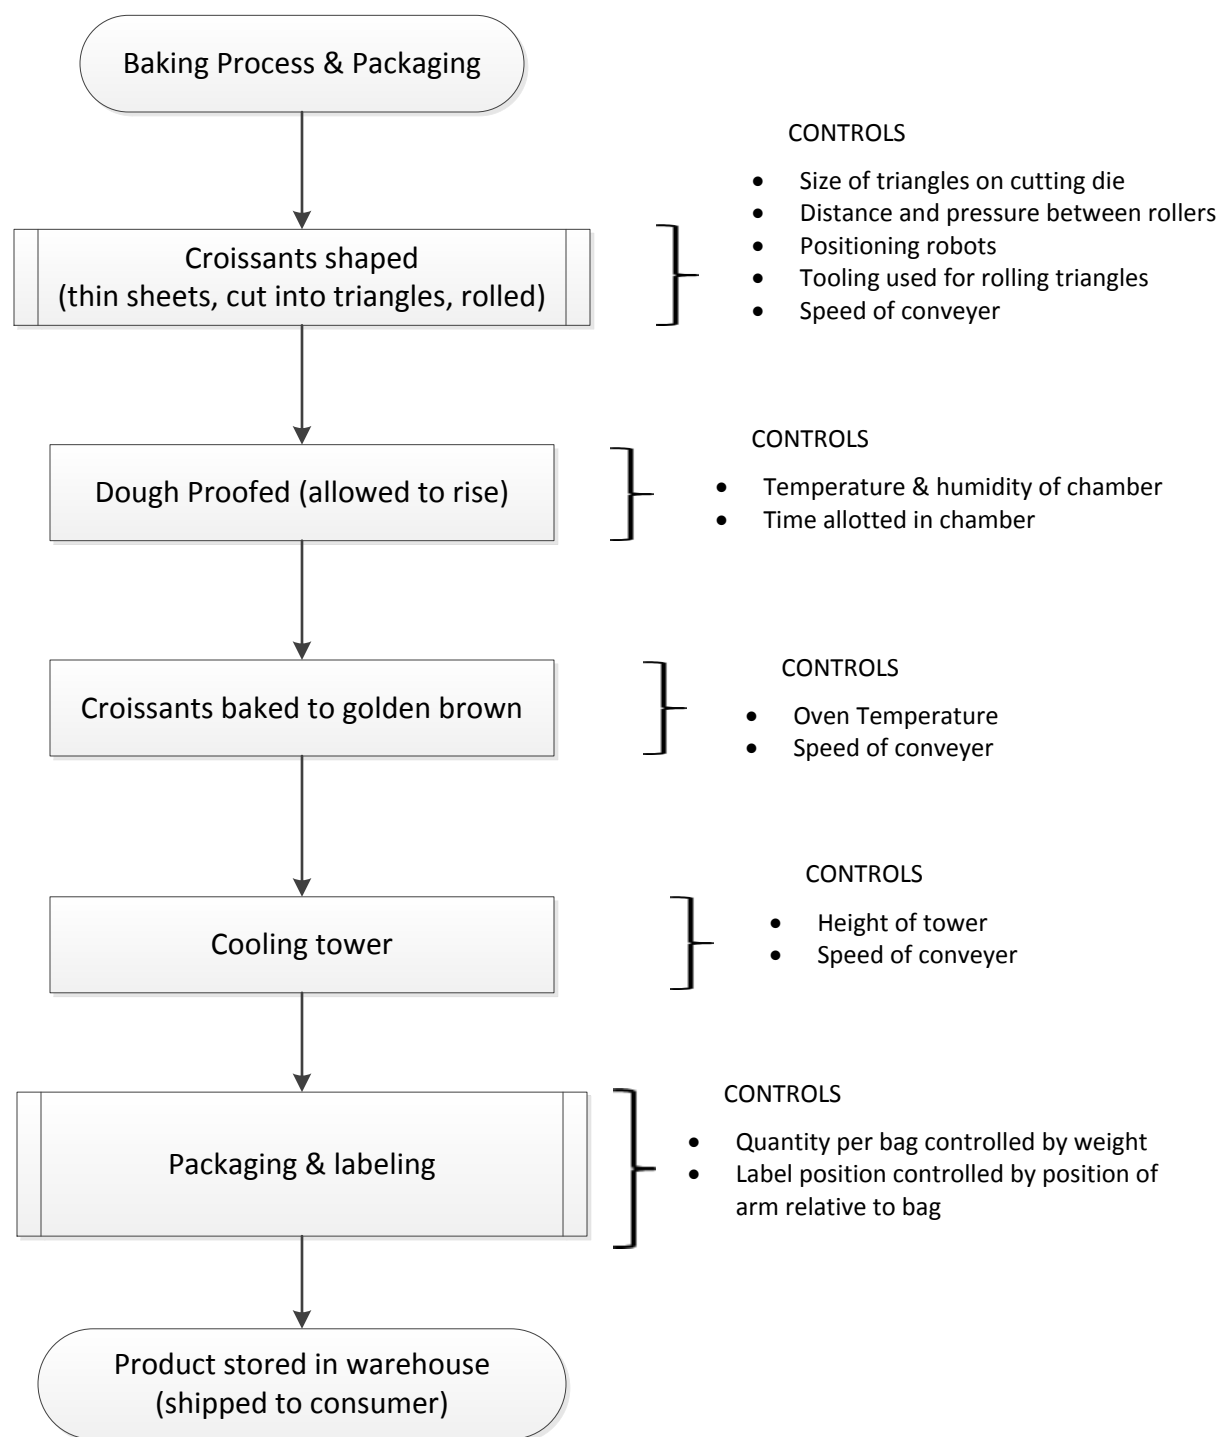 Baking Process & Packaging
CONTROLS
• Size of triangles on cutting die
• Distance and pressure between rollers
• Positioning robots
• Tooling used for rolling triangles
• Speed of conveyer
Croissants shaped
(thin sheets, cut into triangles, rolled)
CONTROLS
• Temperature & humidity of chamber
• Time allotted in chamber
Dough Proofed (allowed to rise)
CONTROLS
• Oven Temperature
• Speed of conveyer
Croissants baked to golden brown
CONTROLS
• Height of tower
• Speed of conveyer
Cooling tower
CONTROLS
• Quantity per bag controlled by weight
• Label position controlled by position of
arm relative to bag
Packaging & labeling
Product stored in warehouse
(shipped to consumer)